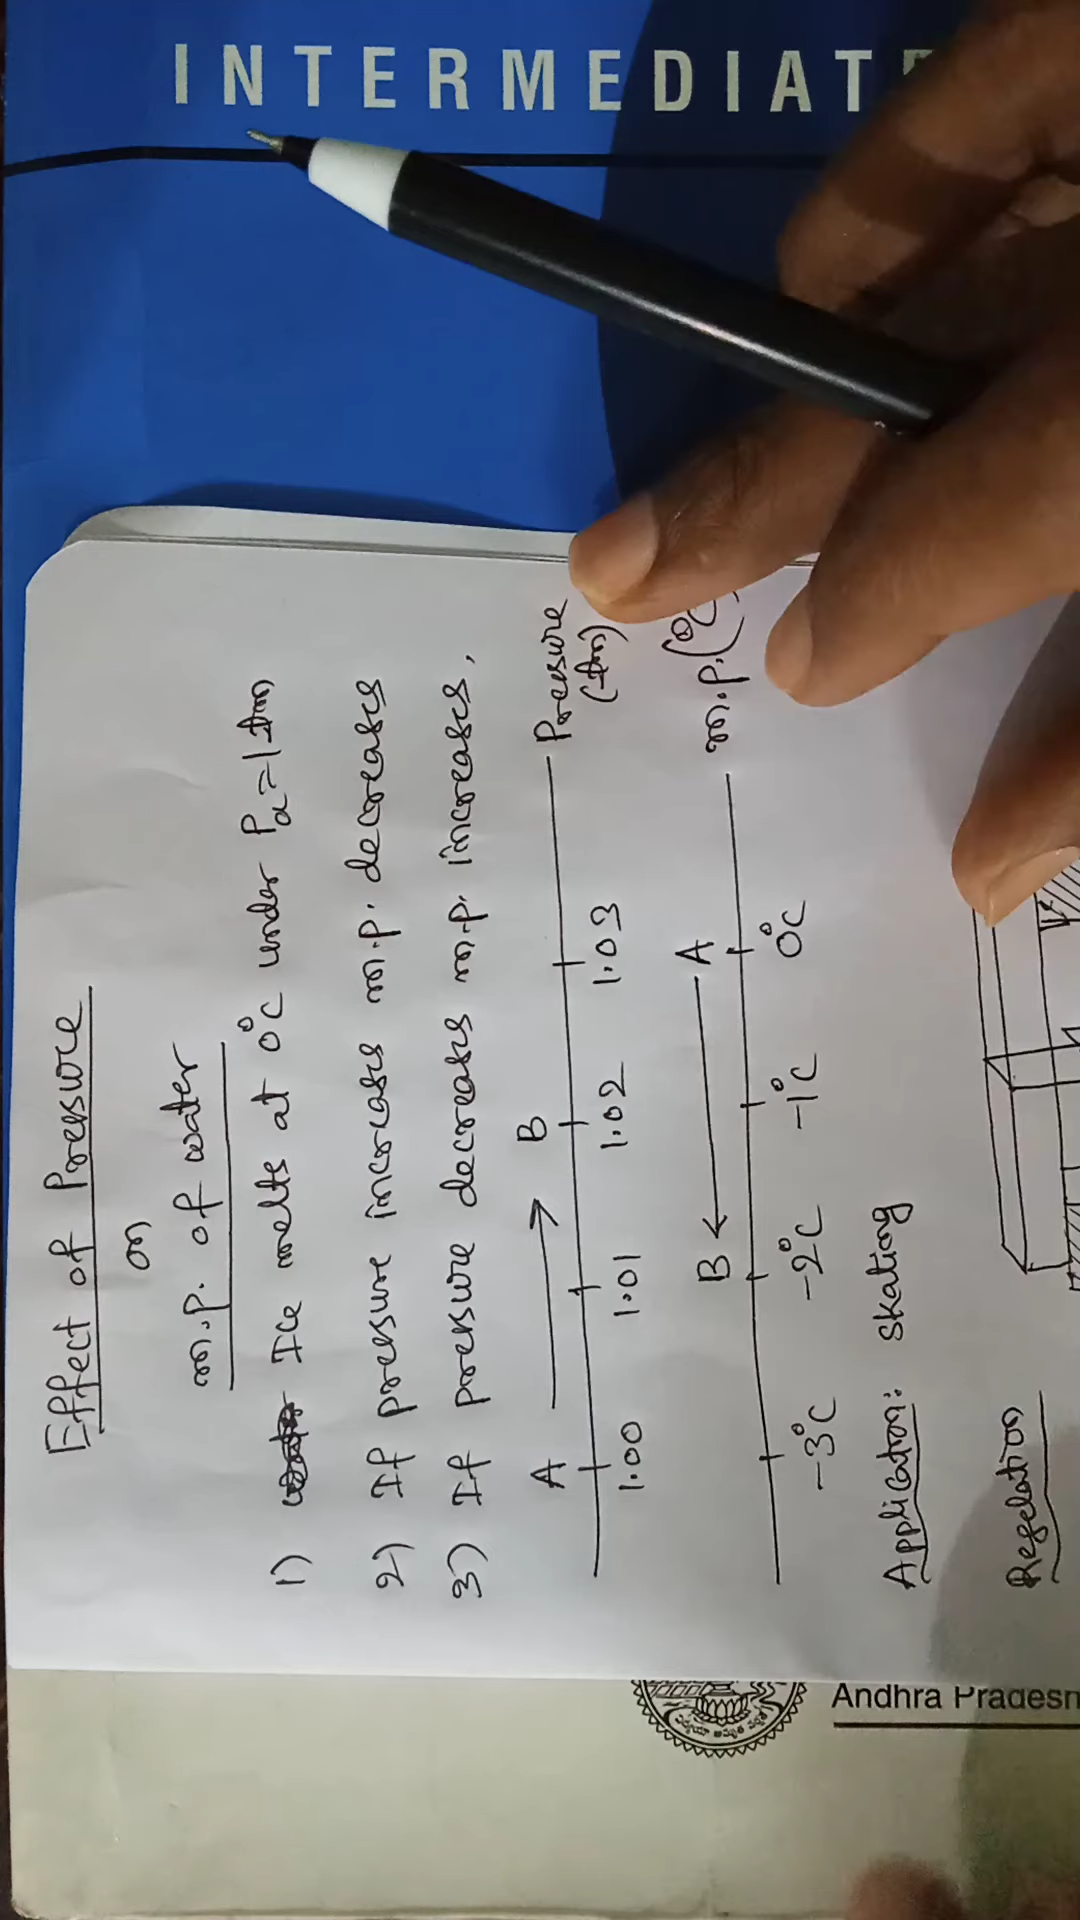 INTERMEDIAT
Effect of Pressure
on
m.p. of water
1) Ice melts at 0°C under Pa = 1 atm
2) If pressure increases m.p. decreases
3) If pressure decreases m.p. increases,
A B Pressure
1.00 1.01 1.02 1.03 (atm)
B A m.p. (°C)
-3°C -2°C -1°C 0°C
Application: skating
Regelation
Andhra Pradesh